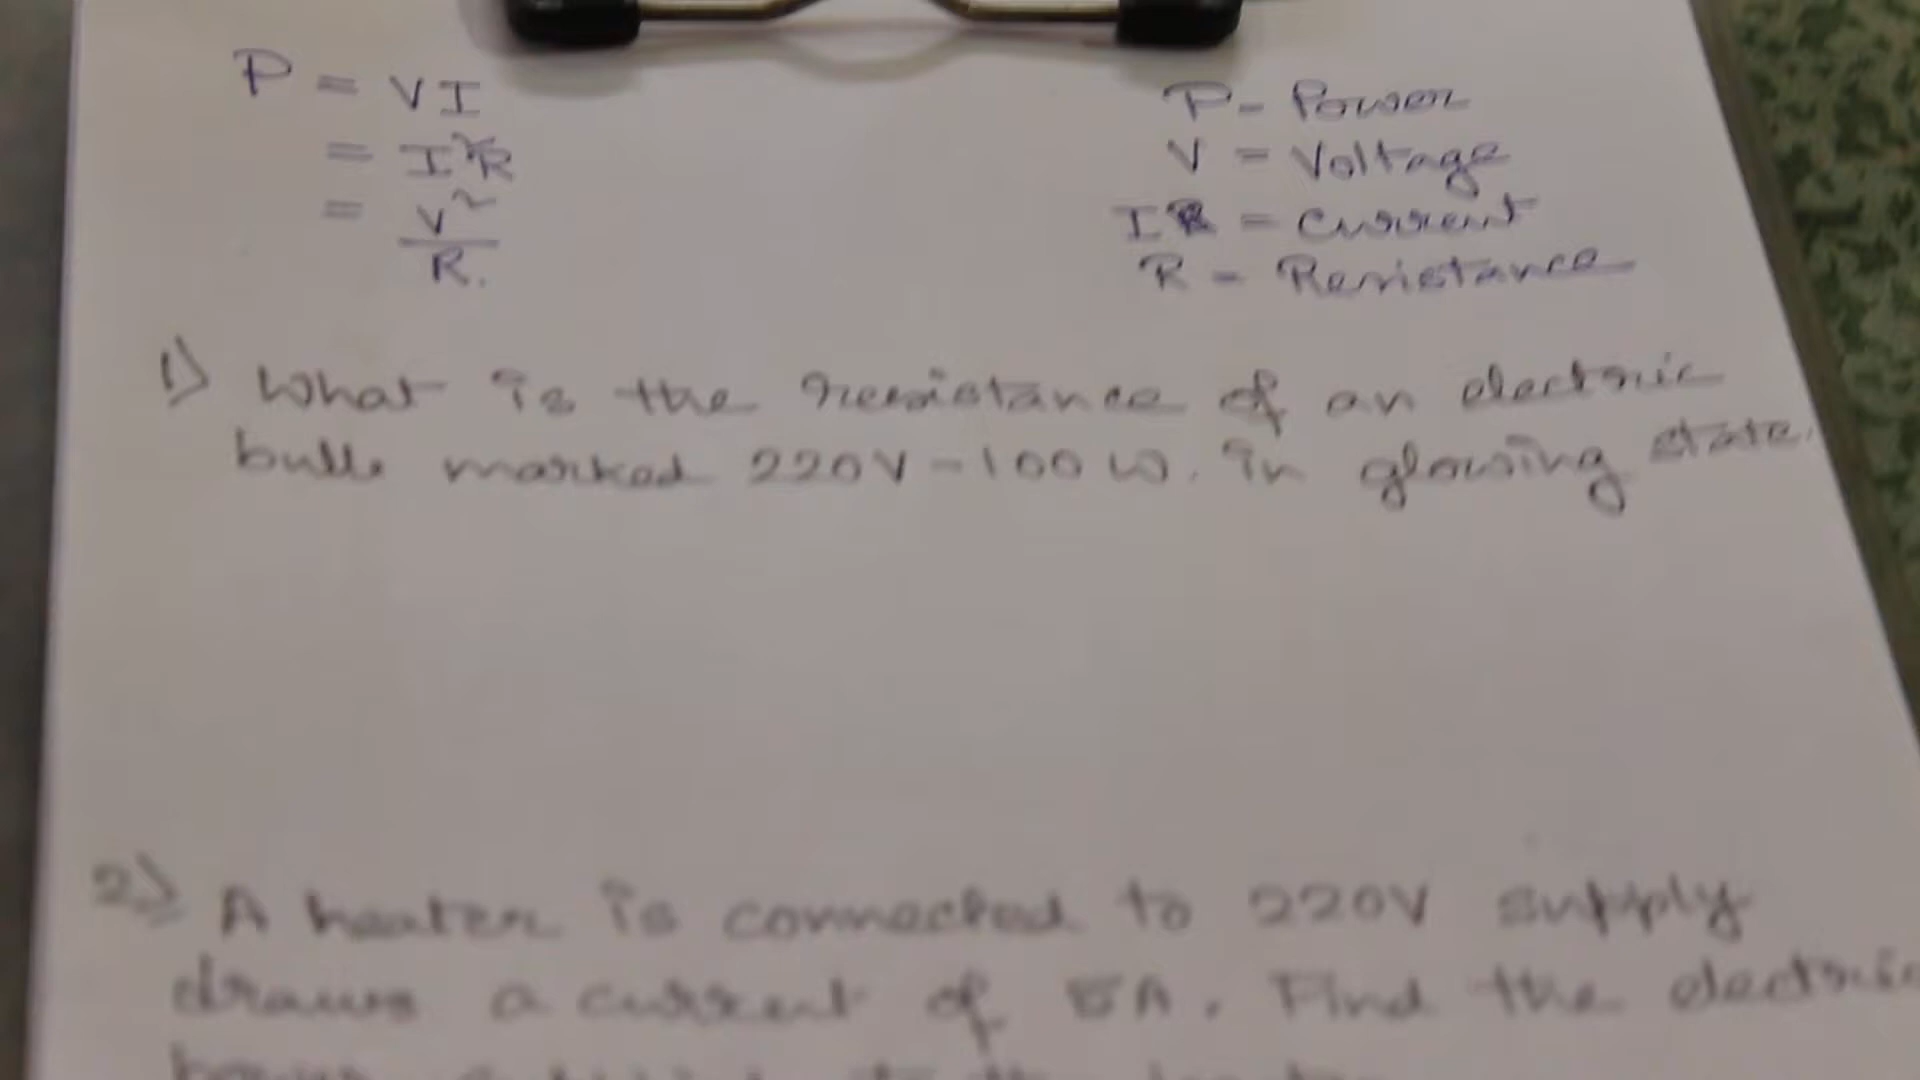 P = VI
= I²R
= V²
R.
P - Power
V = Voltage
I = Current
R - Resistance
1) What is the resistance of an electric
bulb marked 220V - 100 W. in glowing state.
2) A heater is connected to 220V supply
draws a current of 5A. Find the electric
power